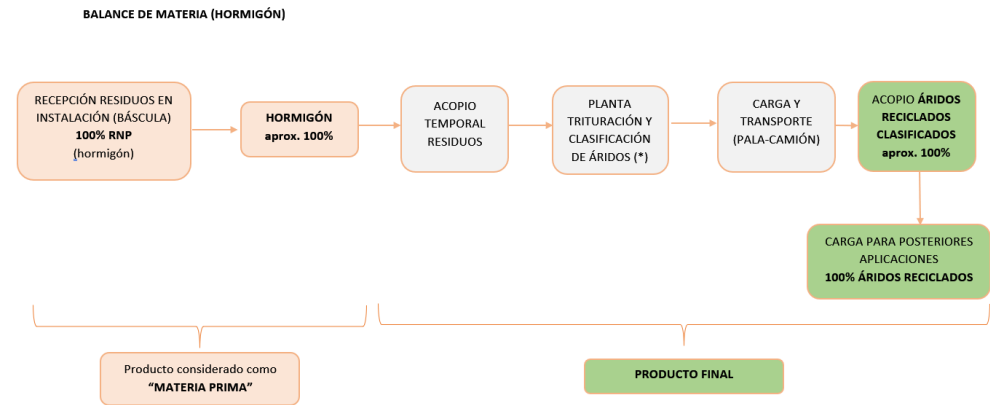 BALANCE DE MATERIA (HORMIGÓN)
RECEPCIÓN RESIDUOS EN
INSTALACIÓN (BÁSCULA)
100% RNP
(hormigón)
HORMIGÓN
aprox. 100%
ACOPIO
TEMPORAL
RESIDUOS
PLANTA
TRITURACIÓN Y
CLASIFICACIÓN
DE ÁRIDOS (*)
CARGA Y
TRANSPORTE
(PALA-CAMIÓN)
ACOPIO ÁRIDOS
RECICLADOS
CLASIFICADOS
aprox. 100%
CARGA PARA POSTERIORES
APLICACIONES
100% ÁRIDOS RECICLADOS
Producto considerado como
“MATERIA PRIMA”
PRODUCTO FINAL